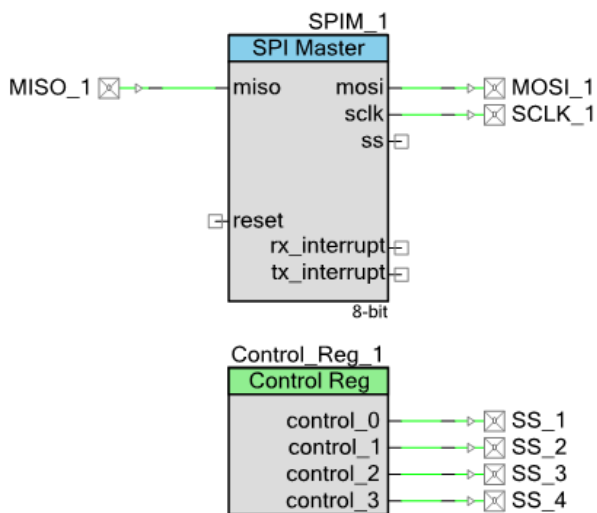 SPIM_1
SPI Master
MISO_1 miso mosi MOSI_1
sclk SCLK_1
ss
reset
rx_interrupt
tx_interrupt
8-bit
Control_Reg_1
Control Reg
control_0 SS_1
control_1 SS_2
control_2 SS_3
control_3 SS_4